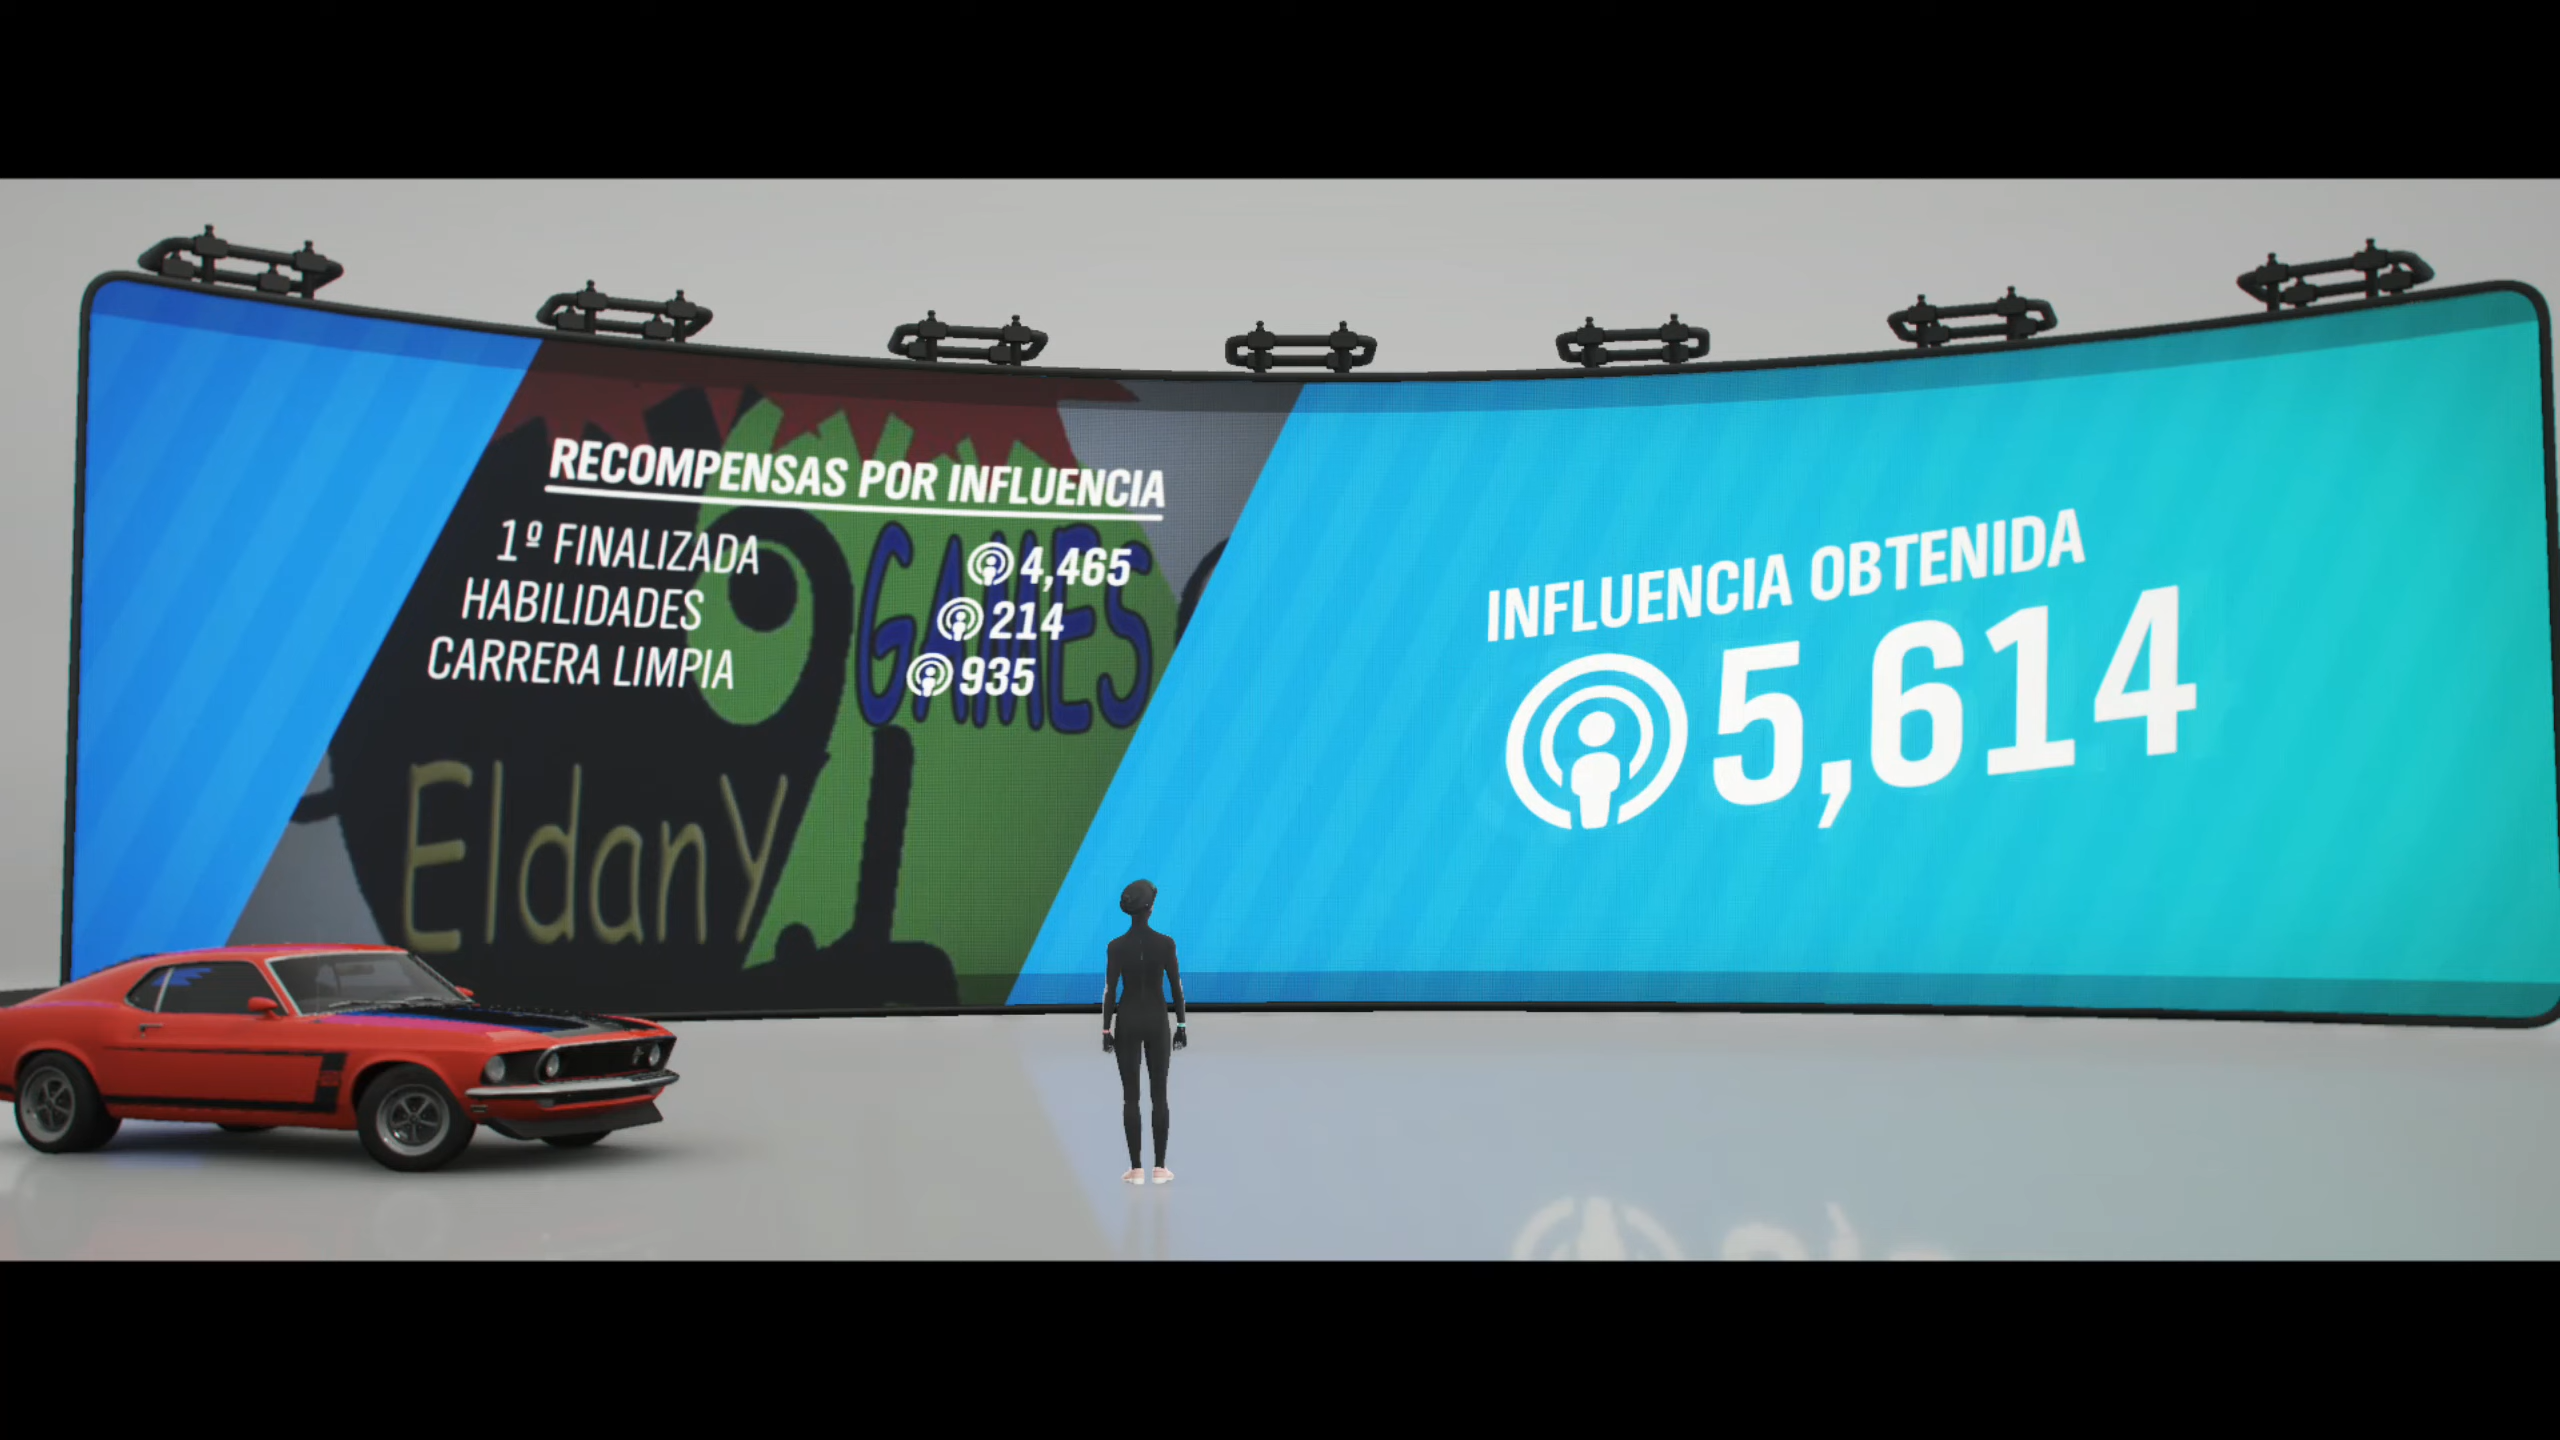 RECOMPENSAS POR INFLUENCIA
1º FINALIZADA 4,465
HABILIDADES 214
CARRERA LIMPIA 935
GAMES
EldanY
INFLUENCIA OBTENIDA
5,614